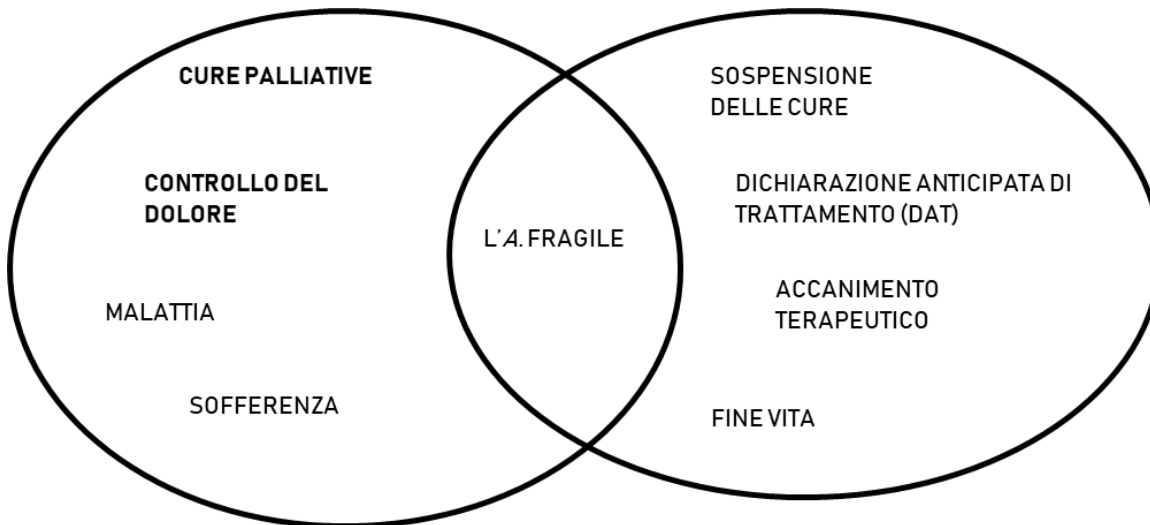 CURE PALLIATIVE
CONTROLLO DEL
DOLORE
MALATTIA
SOFFERENZA
L'A. FRAGILE
SOSPENSIONE
DELLE CURE
DICHIARAZIONE ANTICIPATA DI
TRATTAMENTO (DAT)
ACCANIMENTO
TERAPEUTICO
FINE VITA